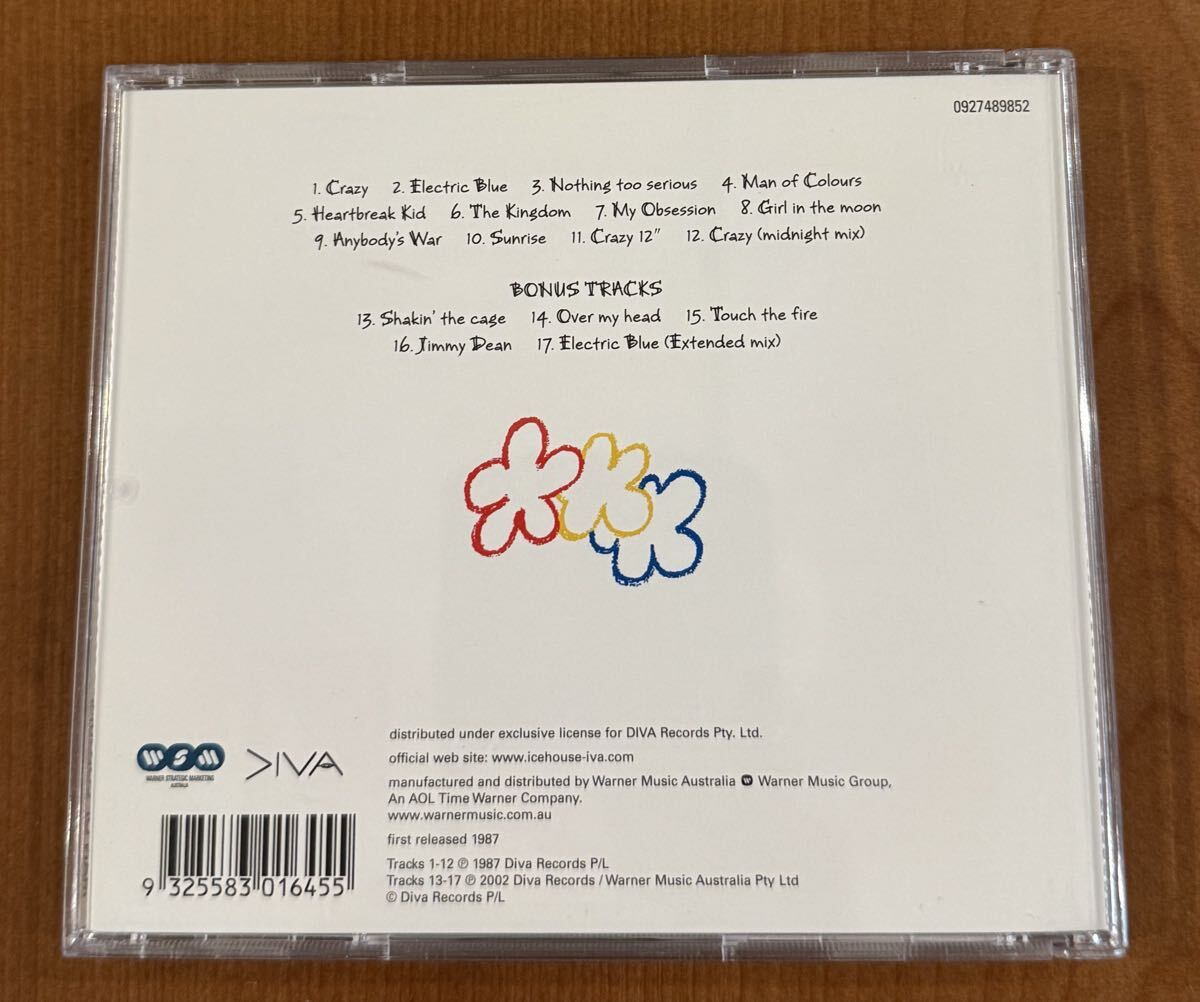 0927489852
1. Crazy 2. Electric Blue 3. Nothing too serious 4. Man of Colours
5. Heartbreak Kid 6. The Kingdom 7. My Obsession 8. Girl in the moon
9. Anybody's War 10. Sunrise 11. Crazy 12" 12. Crazy (midnight mix)
BONUS TRACKS
13. Shakin' the cage 14. Over my head 15. Touch the fire
16. Jimmy Dean 17. Electric Blue (Extended mix)
distributed under exclusive license for DIVA Records Pty. Ltd.
official web site: www.icehouse-iva.com
manufactured and distributed by Warner Music Australia Warner Music Group,
An AOL Time Warner Company.
www.warnermusic.com.au
first released 1987
Tracks 1-12 ℗ 1987 Diva Records P/L
Tracks 13-17 ℗ 2002 Diva Records / Warner Music Australia Pty Ltd
© Diva Records P/L
WSM
WARNER STRATEGIC MARKETING
AUSTRALIA
DIVA
9 325583 016455